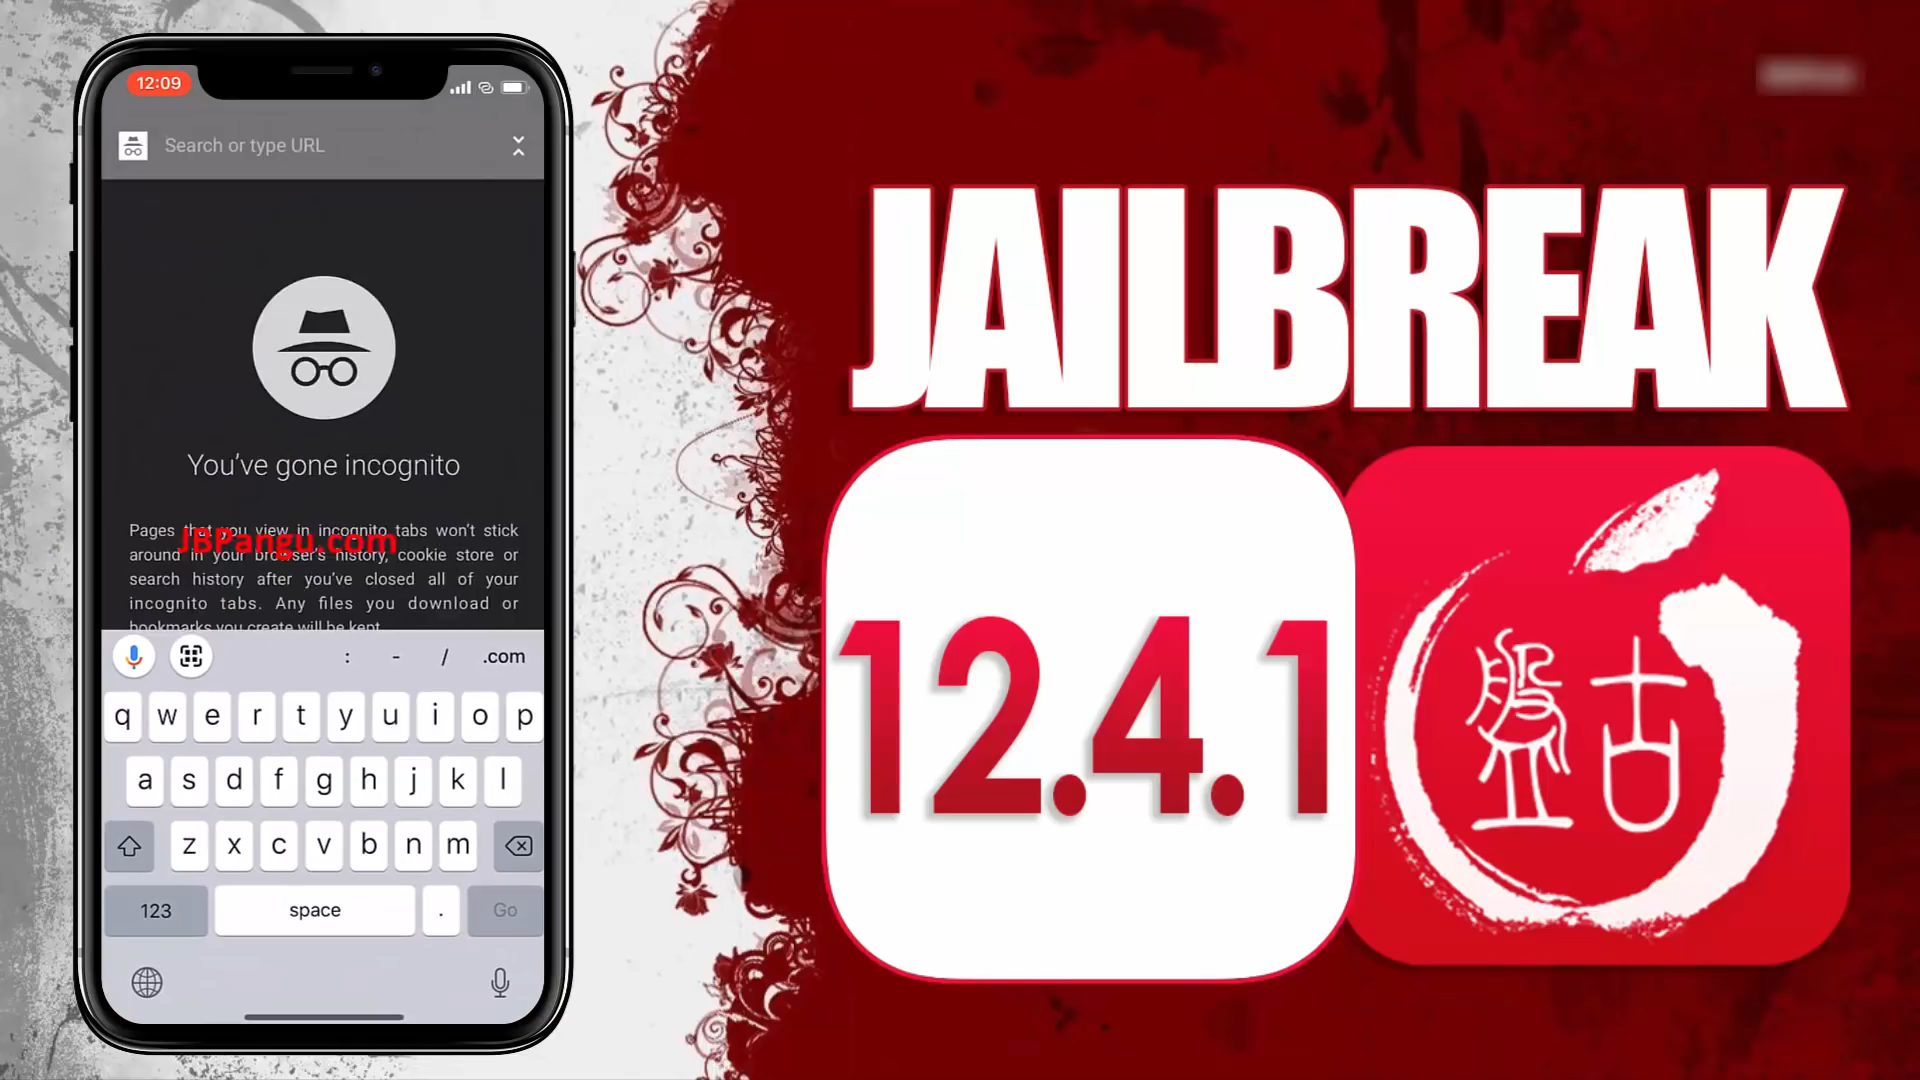 12:09
Search or type URL
You've gone incognito
Pages that you view in incognito tabs won't stick
around in your browser's history, cookie store or
search history after you've closed all of your
incognito tabs. Any files you download or
bookmarks you create will be kept.
JBPangu.com
: - / .com
q w e r t y u i o p
a s d f g h j k l
z x c v b n m
123 space . Go
JAILBREAK
12.4.1
盤古